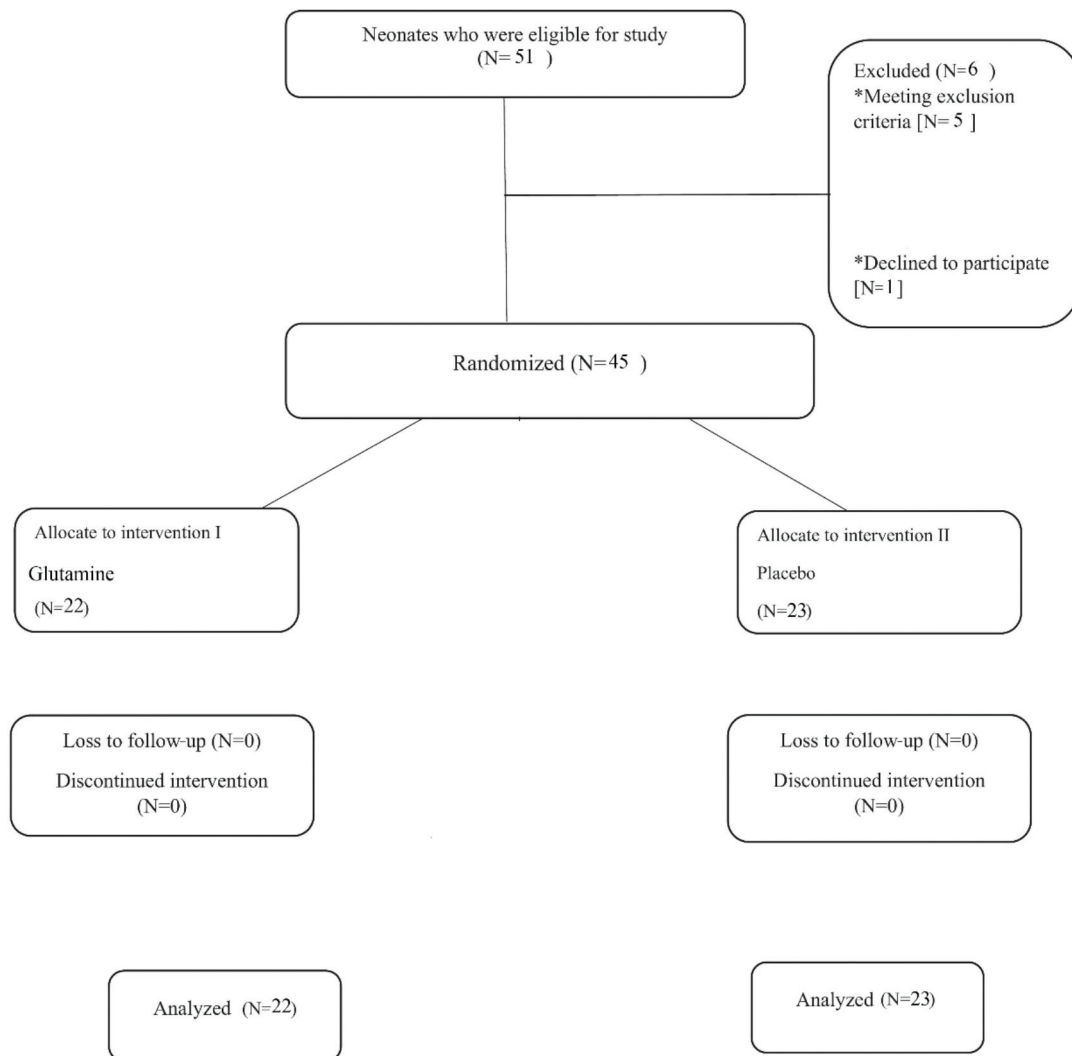 Neonates who were eligible for study
(N= 51 )
Excluded (N=6 )
*Meeting exclusion
criteria [N= 5 ]
*Declined to participate
[N=1]
Randomized (N=45 )
Allocate to intervention I
Glutamine
(N=22)
Allocate to intervention II
Placebo
(N=23)
Loss to follow-up (N=0)
Discontinued intervention
(N=0)
Loss to follow-up (N=0)
Discontinued intervention
(N=0)
Analyzed (N=22)
Analyzed (N=23)